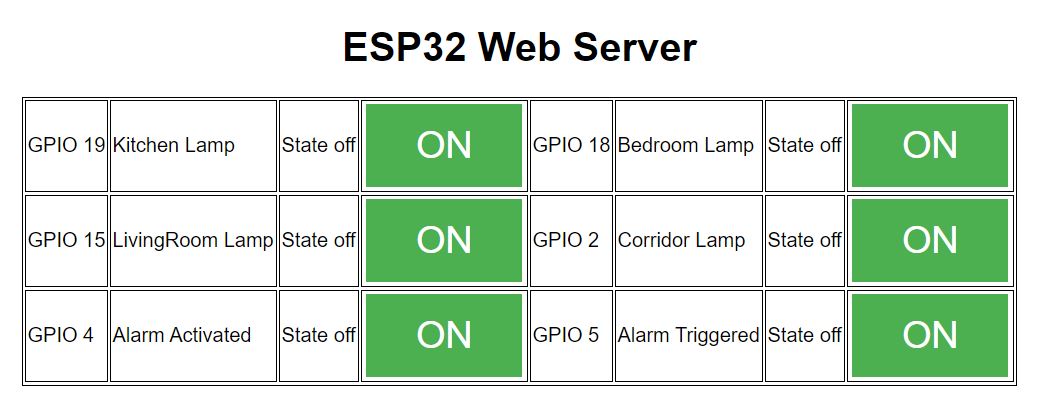 ESP32 Web Server
GPIO 19 Kitchen Lamp State off ON GPIO 18 Bedroom Lamp State off ON
GPIO 15 LivingRoom Lamp State off ON GPIO 2 Corridor Lamp State off ON
GPIO 4 Alarm Activated State off ON GPIO 5 Alarm Triggered State off ON